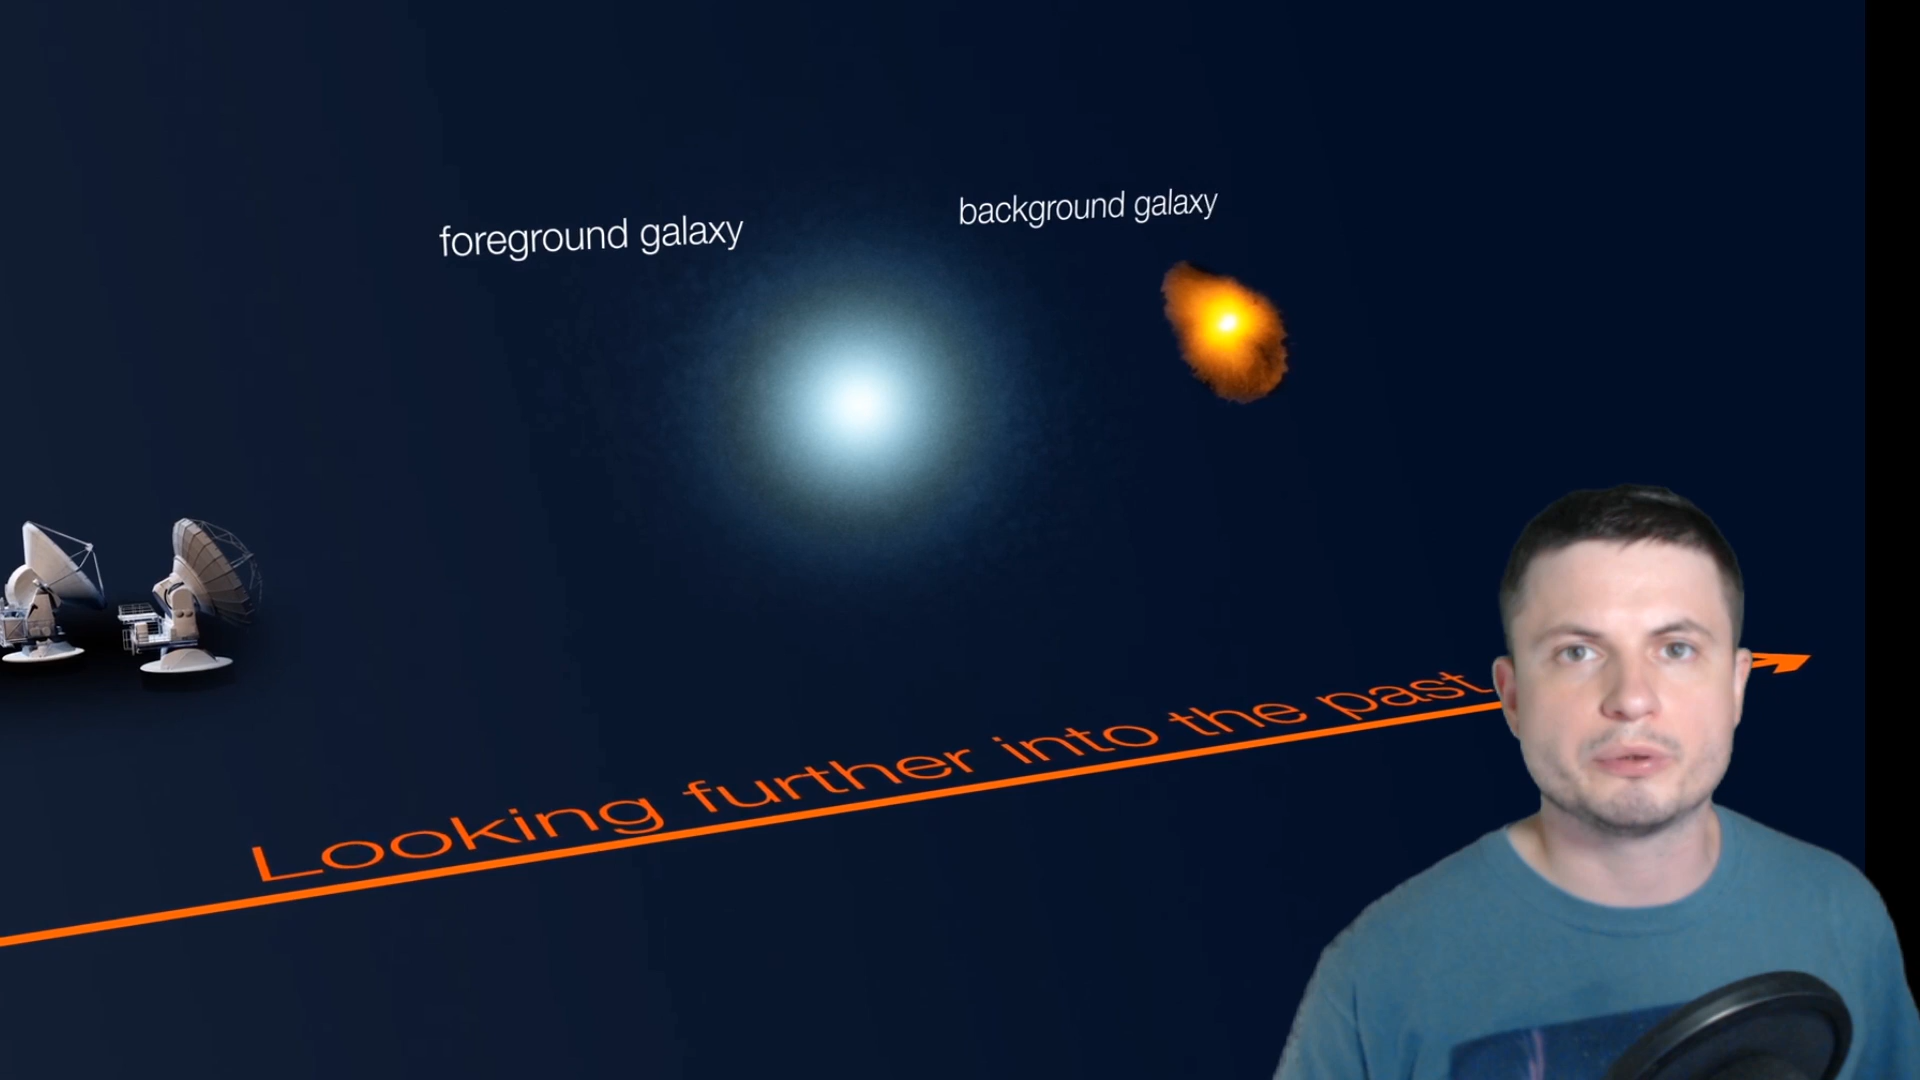 foreground galaxy
background galaxy
Looking further into the past